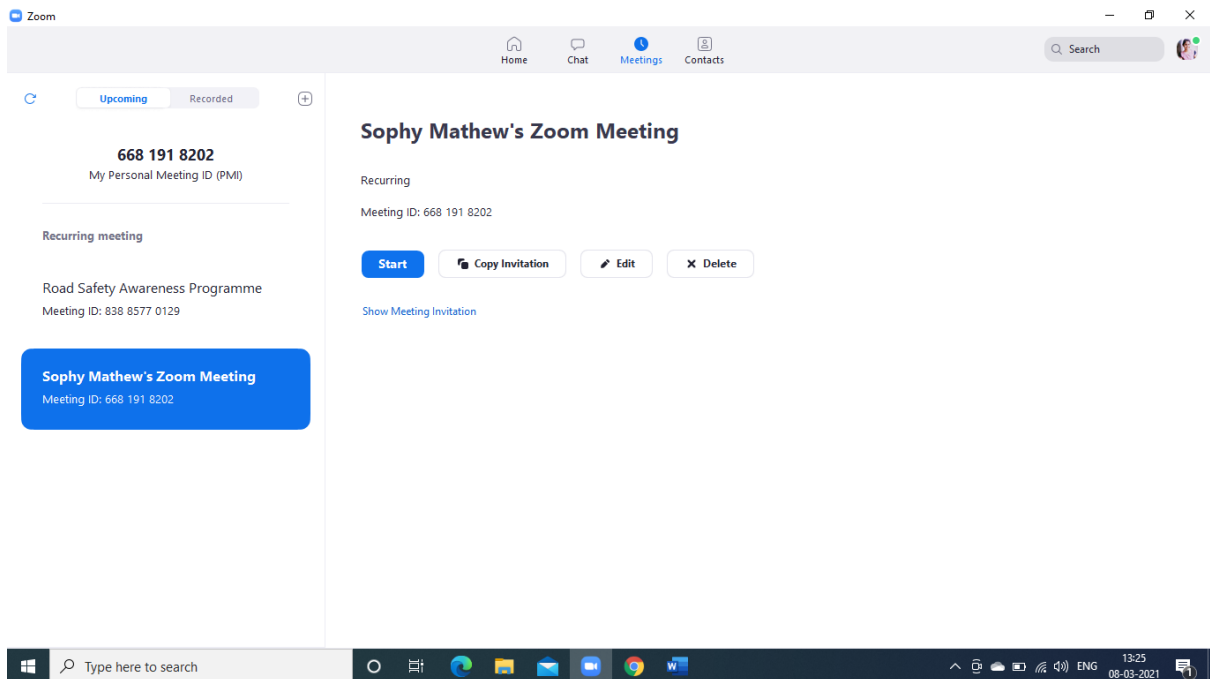 Zoom
Home Chat Meetings Contacts
Search
Upcoming Recorded
668 191 8202
My Personal Meeting ID (PMI)
Recurring meeting
Road Safety Awareness Programme
Meeting ID: 838 8577 0129
Sophy Mathew's Zoom Meeting
Meeting ID: 668 191 8202
Sophy Mathew's Zoom Meeting
Recurring
Meeting ID: 668 191 8202
Start Copy Invitation Edit Delete
Show Meeting Invitation
Type here to search
W
ENG
13:25
08-03-2021
1